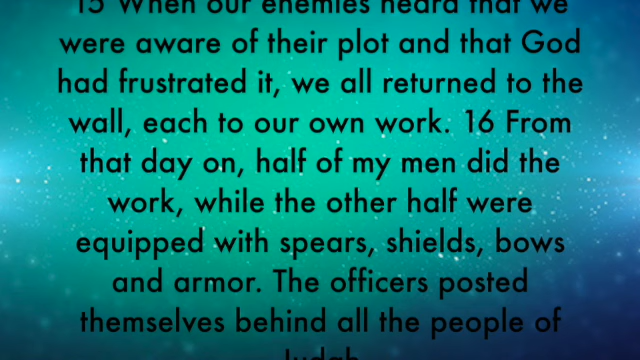 15 When our enemies heard that we
were aware of their plot and that God
had frustrated it, we all returned to the
wall, each to our own work. 16 From
that day on, half of my men did the
work, while the other half were
equipped with spears, shields, bows
and armor. The officers posted
themselves behind all the people of
Judah